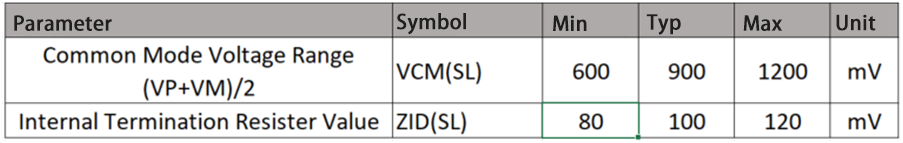 Parameter Symbol Min Typ Max Unit
Common Mode Voltage Range
(VP+VM)/2 VCM(SL) 600 900 1200 mV
Internal Termination Resister Value ZID(SL) 80 100 120 mV